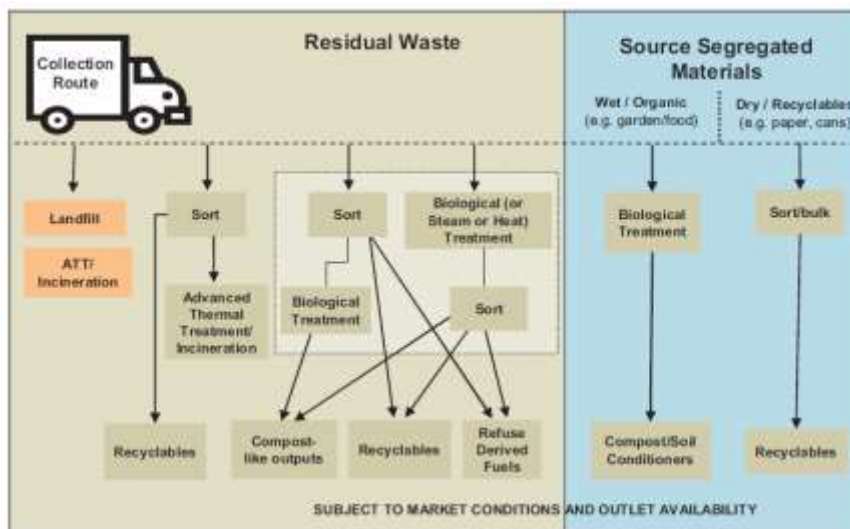 Collection
Route
Residual Waste
Source Segregated
Materials
Wet / Organic
(e.g. garden/food)
Dry / Recyclables
(e.g. paper, cans)
Landfill
ATT/
Incineration
Sort
Advanced
Thermal
Treatment/
Incineration
Sort
Biological
Treatment
Biological (or
Steam or Heat)
Treatment
Sort
Biological
Treatment
Sort/bulk
Recyclables
Compost-
like outputs
Recyclables
Refuse
Derived
Fuels
Compost/Soil
Conditioners
Recyclables
SUBJECT TO MARKET CONDITIONS AND OUTLET AVAILABILITY